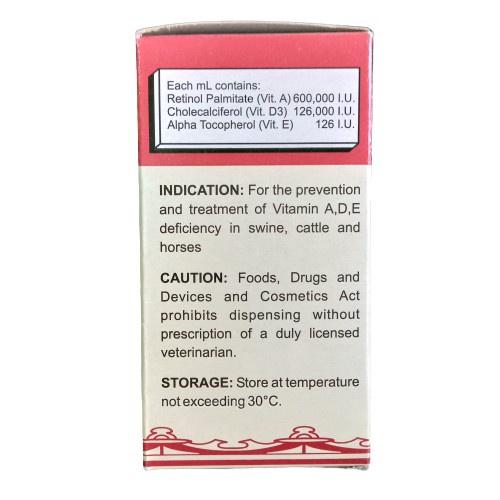 Each mL contains:
Retinol Palmitate (Vit. A) 600,000 I.U.
Cholecalciferol (Vit. D3) 126,000 I.U.
Alpha Tocopherol (Vit. E) 126 I.U.
INDICATION: For the prevention
and treatment of Vitamin A,D,E
deficiency in swine, cattle and
horses
CAUTION: Foods, Drugs and
Devices and Cosmetics Act
prohibits dispensing without
prescription of a duly licensed
veterinarian.
STORAGE: Store at temperature
not exceeding 30°C.